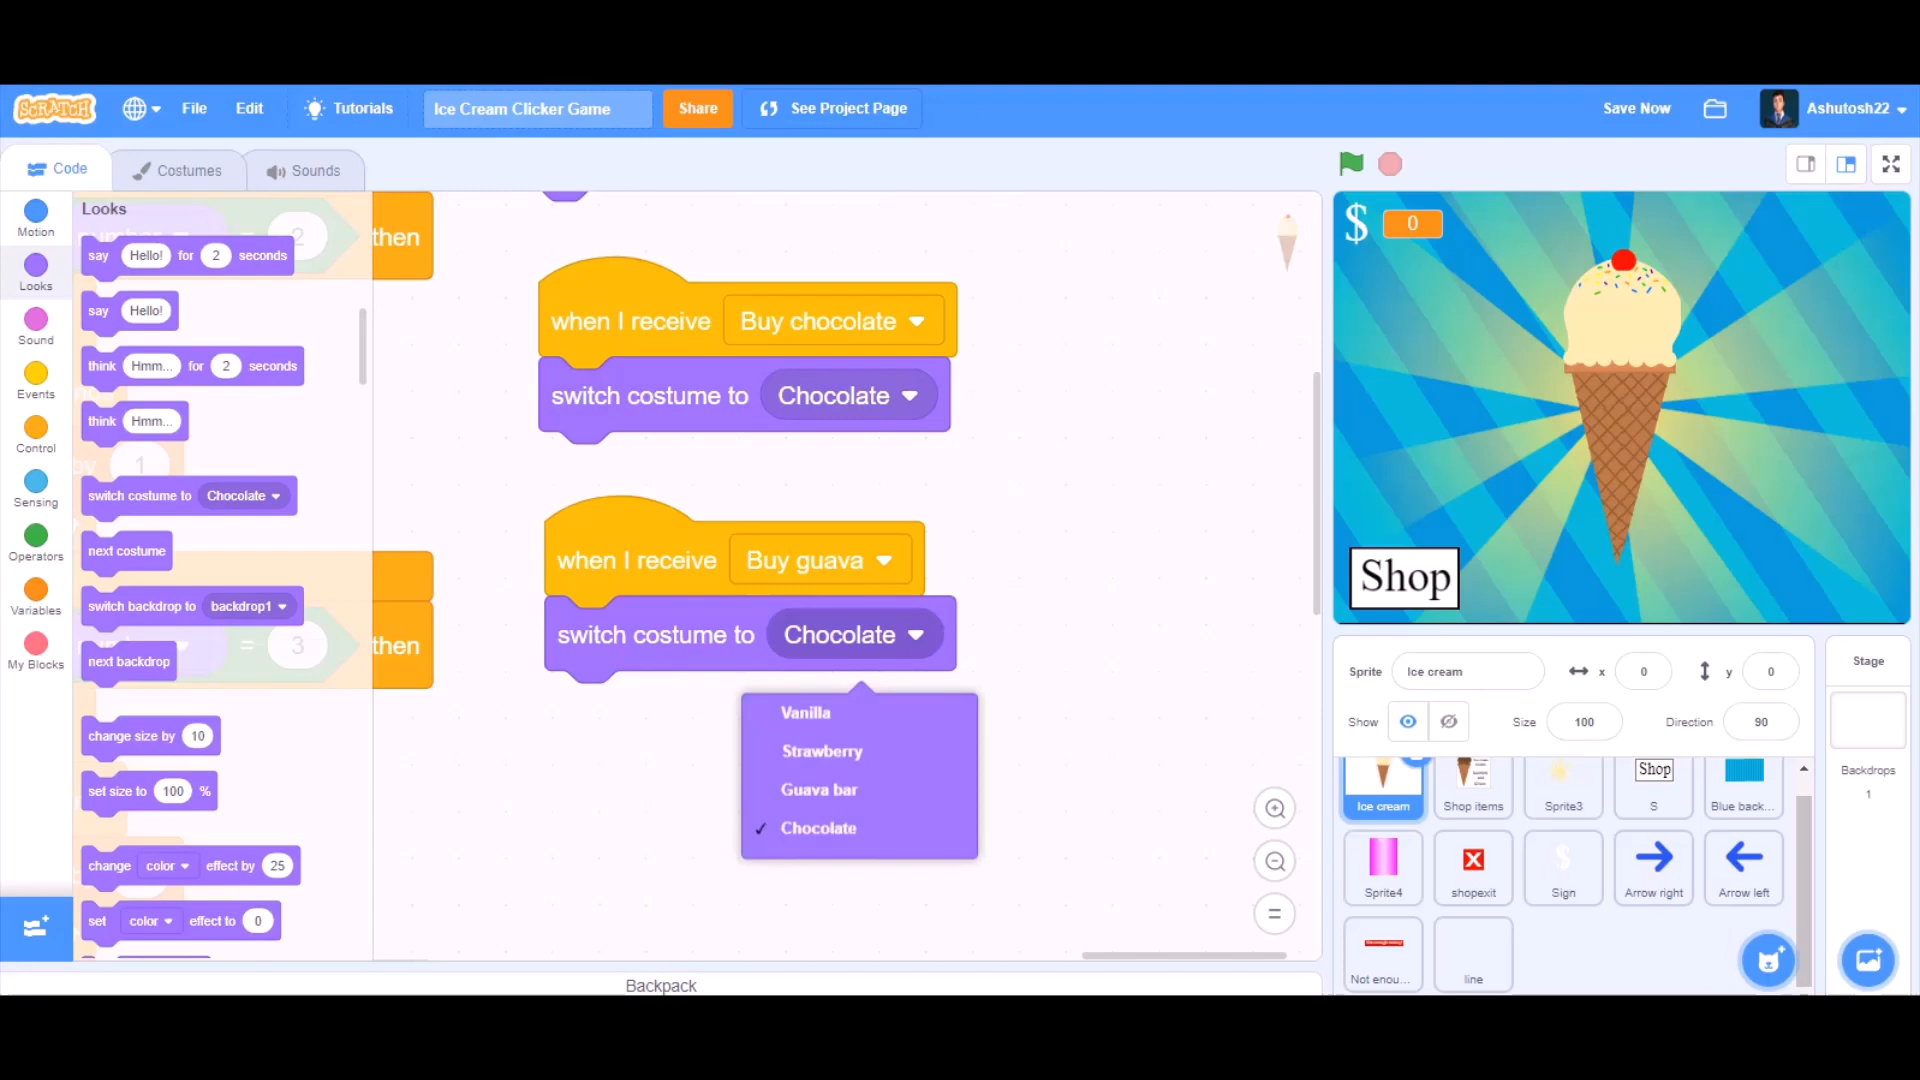 SCRATCH
File
Edit
Tutorials
Ice Cream Clicker Game
Share
See Project Page
Save Now
Ashutosh22
Code
Costumes
Sounds
Motion
Looks
Sound
Events
Control
Sensing
Operators
Variables
My Blocks
Looks
say Hello! for 2 seconds
say Hello!
think Hmm... for 2 seconds
think Hmm...
switch costume to Chocolate
next costume
switch backdrop to backdrop1
next backdrop
change size by 10
set size to 100 %
change color effect by 25
set color effect to 0
= 2 then
by 1
= 3 then
when I receive Buy chocolate
switch costume to Chocolate
when I receive Buy guava
switch costume to Chocolate
Vanilla
Strawberry
Guava bar
✓ Chocolate
Backpack
$ 0
Shop
Sprite Ice cream x 0 y 0
Show Size 100 Direction 90
Stage
Backdrops
1
Shop
Ice cream
Shop items
Sprite3
S
Blue back...
$
Sprite4
shopexit
Sign
Arrow right
Arrow left
Not enou...
line